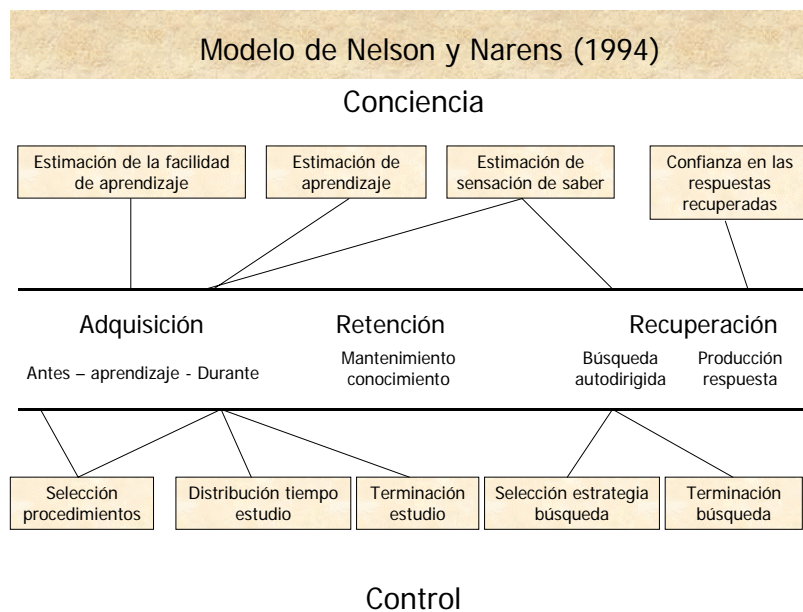 Modelo de Nelson y Narens (1994)
Conciencia
Estimación de la facilidad
de aprendizaje
Estimación de
aprendizaje
Estimación de
sensación de saber
Confianza en las
respuestas
recuperadas
Adquisición
Retención
Recuperación
Antes – aprendizaje - Durante
Mantenimiento
conocimiento
Búsqueda
autodirigida
Producción
respuesta
Selección
procedimientos
Distribución tiempo
estudio
Terminación
estudio
Selección estrategia
búsqueda
Terminación
búsqueda
Control